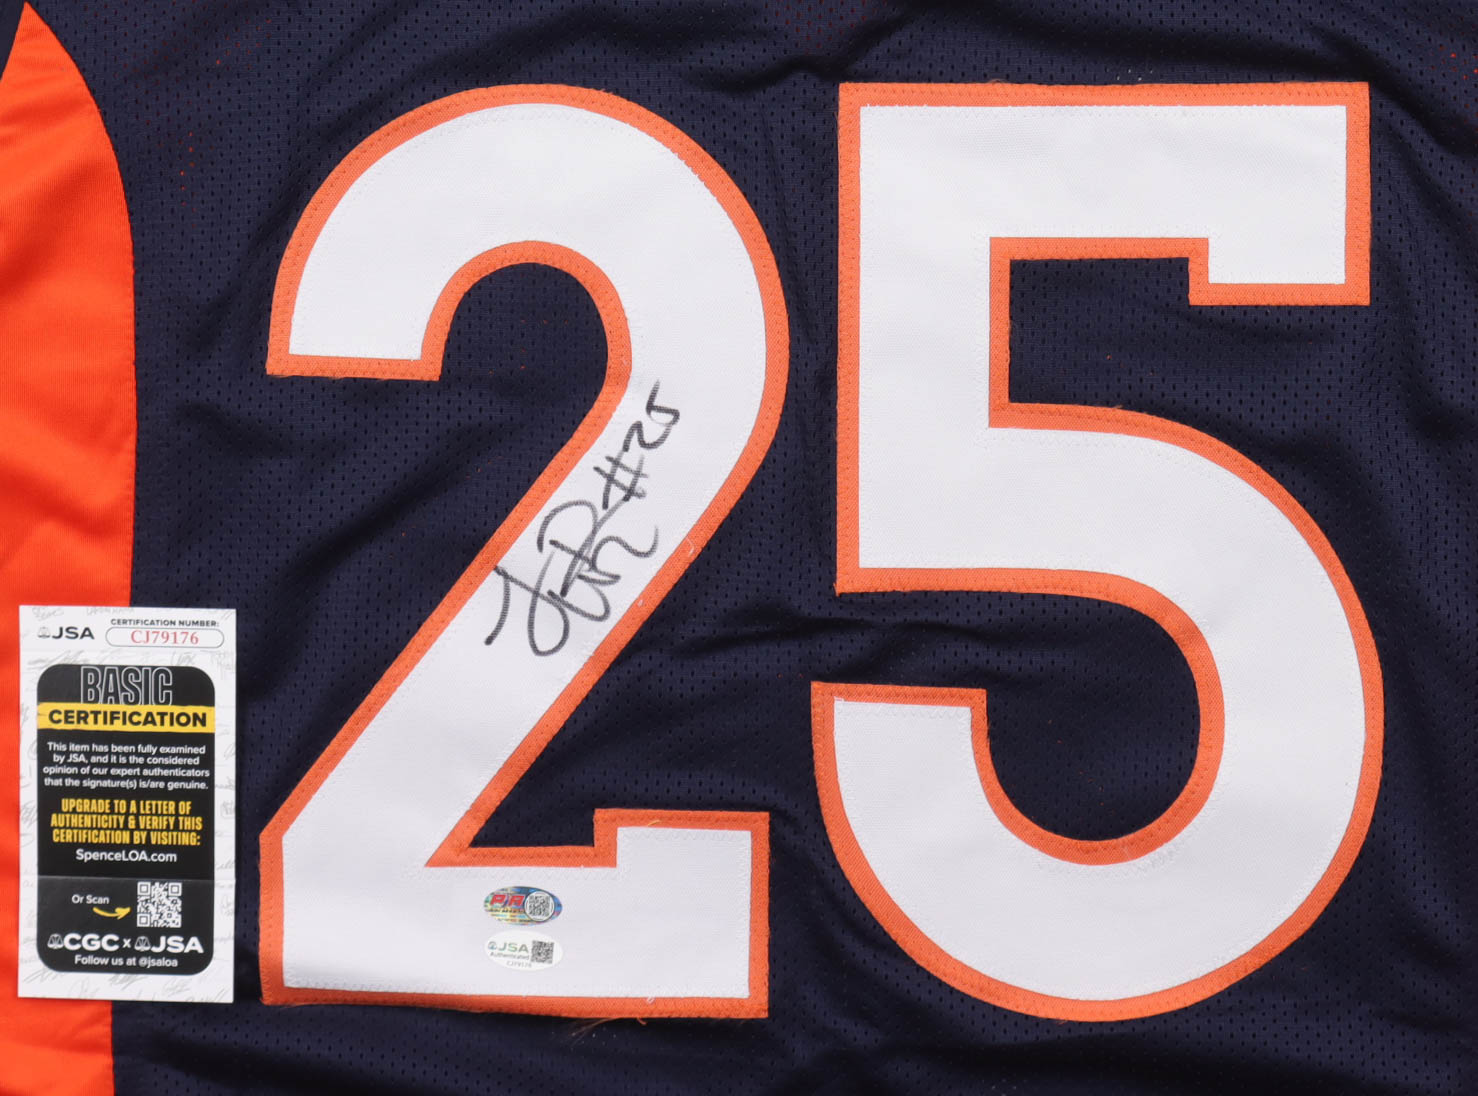 25
#25
JSA
CERTIFICATION NUMBER:
CJ79176
BASIC
CERTIFICATION
This item has been fully examined
by JSA, and it is the considered
opinion of our expert authenticators
that the signature(s) is/are genuine.
UPGRADE TO A LETTER OF
AUTHENTICITY & VERIFY THIS
CERTIFICATION BY VISITING:
SpenceLOA.com
Or Scan
CGC x JSA
Follow us at @jsaloa
JSA
Authenticated
CJ79176